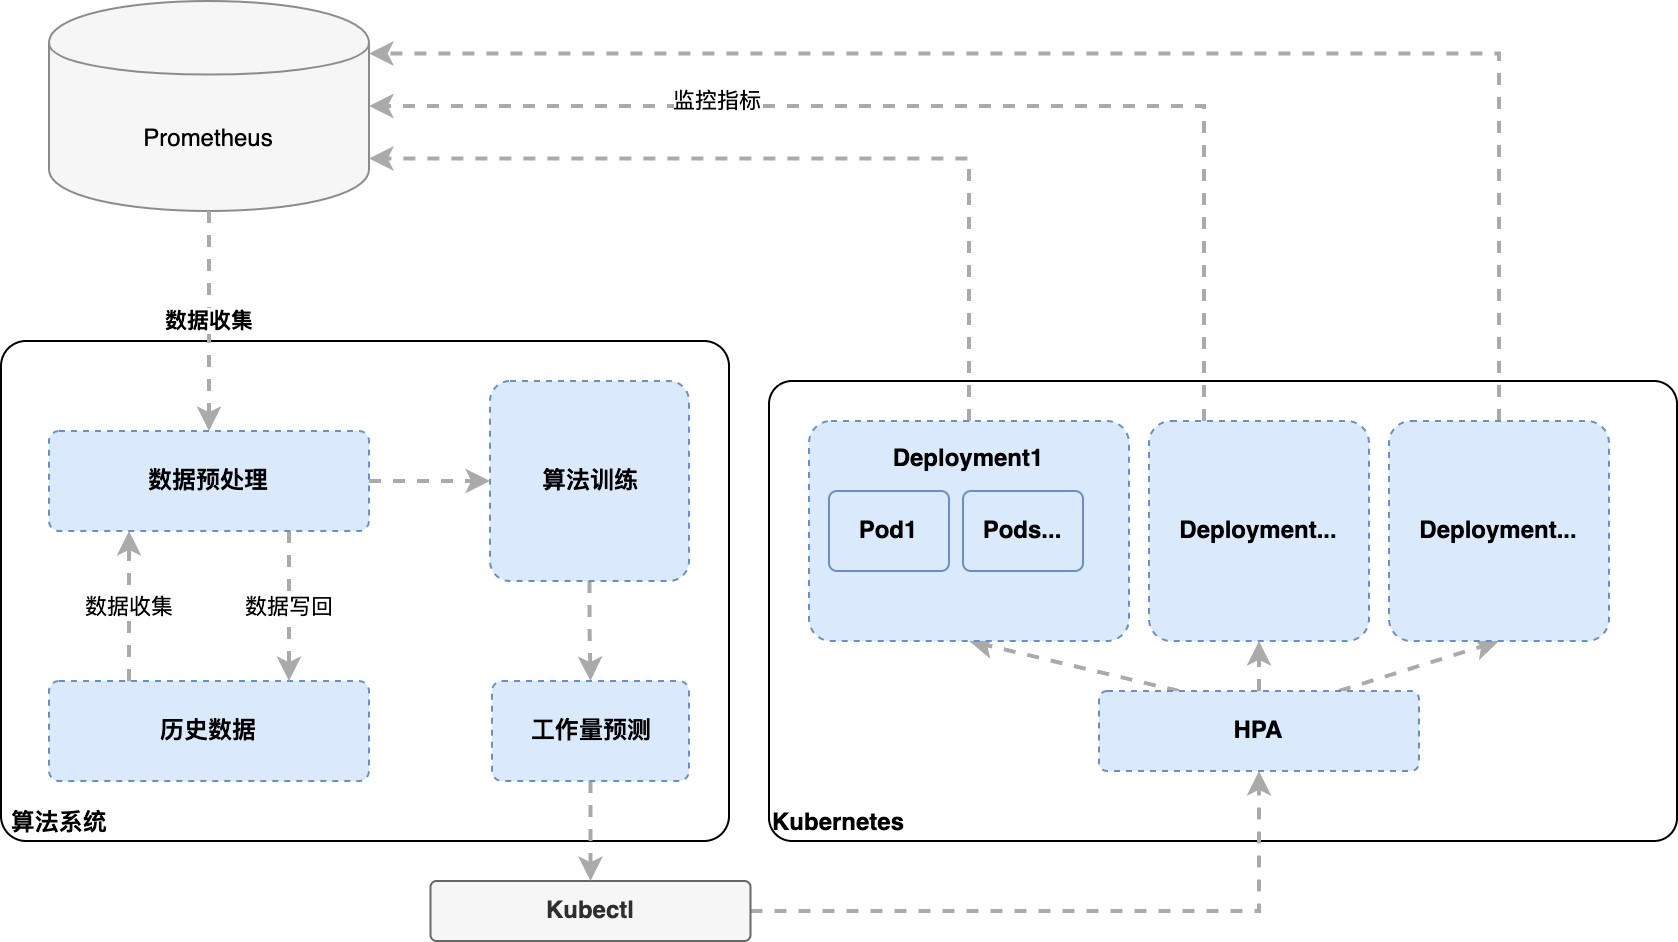 监控指标
Prometheus
数据收集
数据预处理
算法训练
数据收集
数据写回
历史数据
工作量预测
算法系统
Deployment1
Pod1
Pods...
Deployment...
Deployment...
HPA
Kubernetes
Kubectl